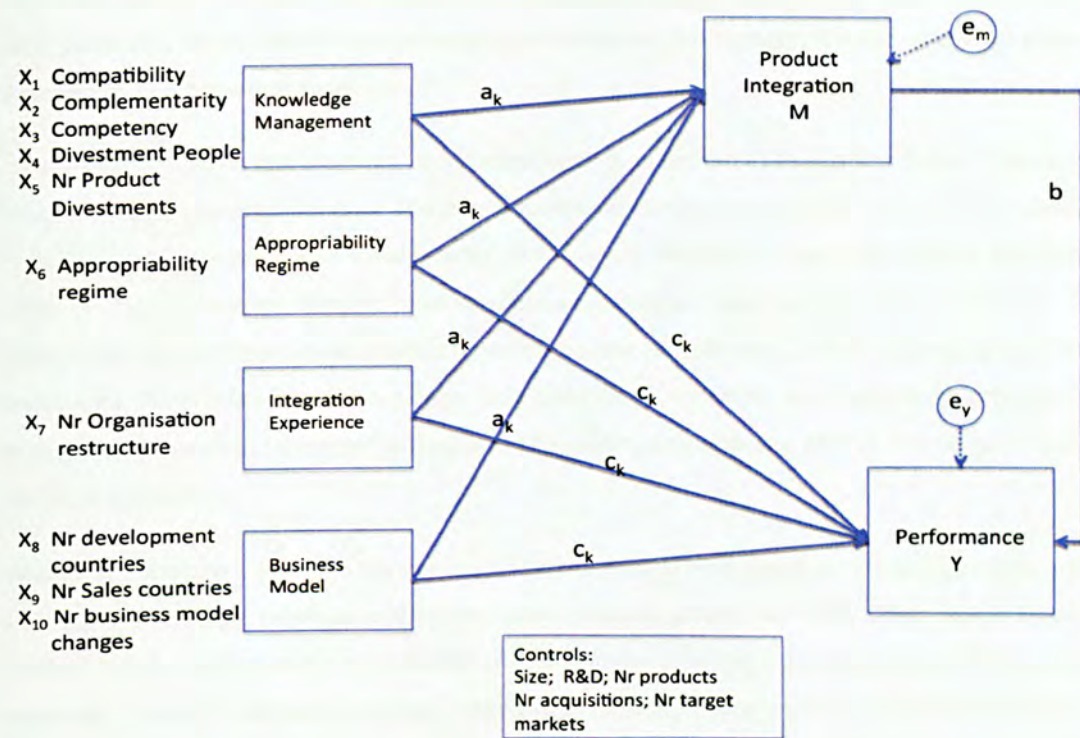 X1 Compatibility
X2 Complementarity
X3 Competency
X4 Divestment People
X5 Nr Product
Divestments
X6 Appropriability
regime
X7 Nr Organisation
restructure
X8 Nr development
countries
X9 Nr Sales countries
X10 Nr business model
changes
Knowledge
Management
Appropriability
Regime
Integration
Experience
Business
Model
ak
ak
ak
ak
ck
ck
ck
ck
Product
Integration
M
em
b
ey
Performance
Y
Controls:
Size; R&D; Nr products
Nr acquisitions; Nr target
markets